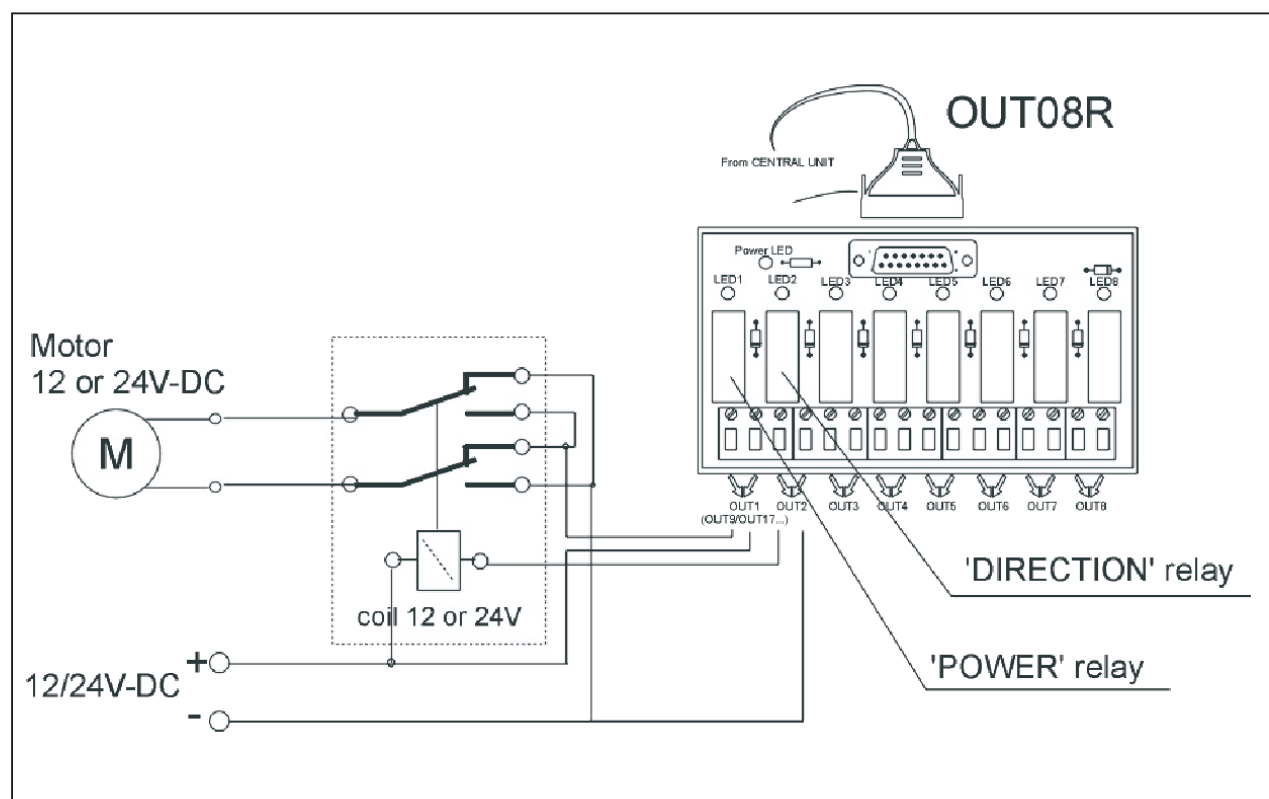 OUT08R
From CENTRAL UNIT
Power LED
LED1 LED2 LED3 LED4 LED5 LED6 LED7 LED8
Motor
12 or 24V-DC
M
OUT1 OUT2 OUT3 OUT4 OUT5 OUT6 OUT7 OUT8
(OUT9/OUT17...)
'DIRECTION' relay
coil 12 or 24V
'POWER' relay
+
12/24V-DC
-